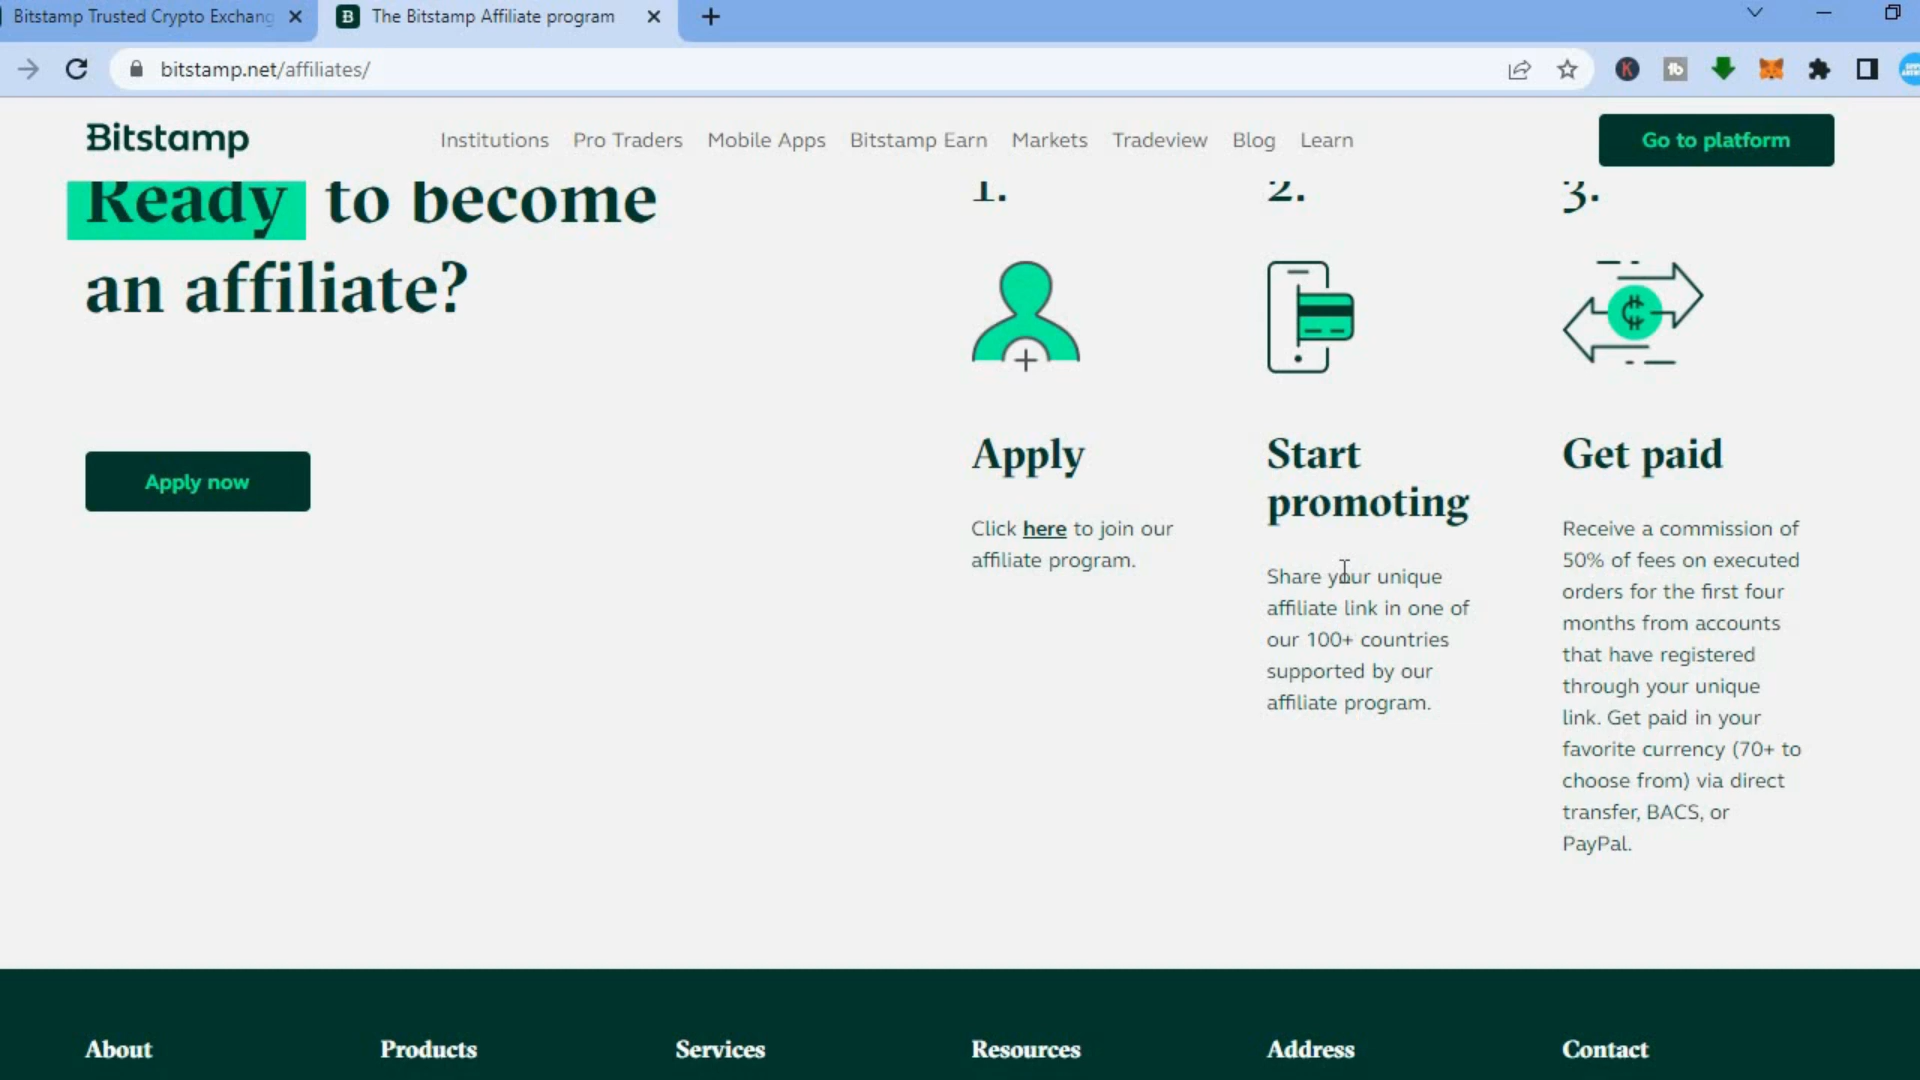 Bitstamp Trusted Crypto Exchang
The Bitstamp Affiliate program
bitstamp.net/affiliates/
Bitstamp
Institutions
Pro Traders
Mobile Apps
Bitstamp Earn
Markets
Tradeview
Blog
Learn
Go to platform
Ready to become
an affiliate?
Apply now
1.
Apply
Click here to join our
affiliate program.
2.
Start
promoting
Share your unique
affiliate link in one of
our 100+ countries
supported by our
affiliate program.
3.
Get paid
Receive a commission of
50% of fees on executed
orders for the first four
months from accounts
that have registered
through your unique
link. Get paid in your
favorite currency (70+ to
choose from) via direct
transfer, BACS, or
PayPal.
About
Products
Services
Resources
Address
Contact